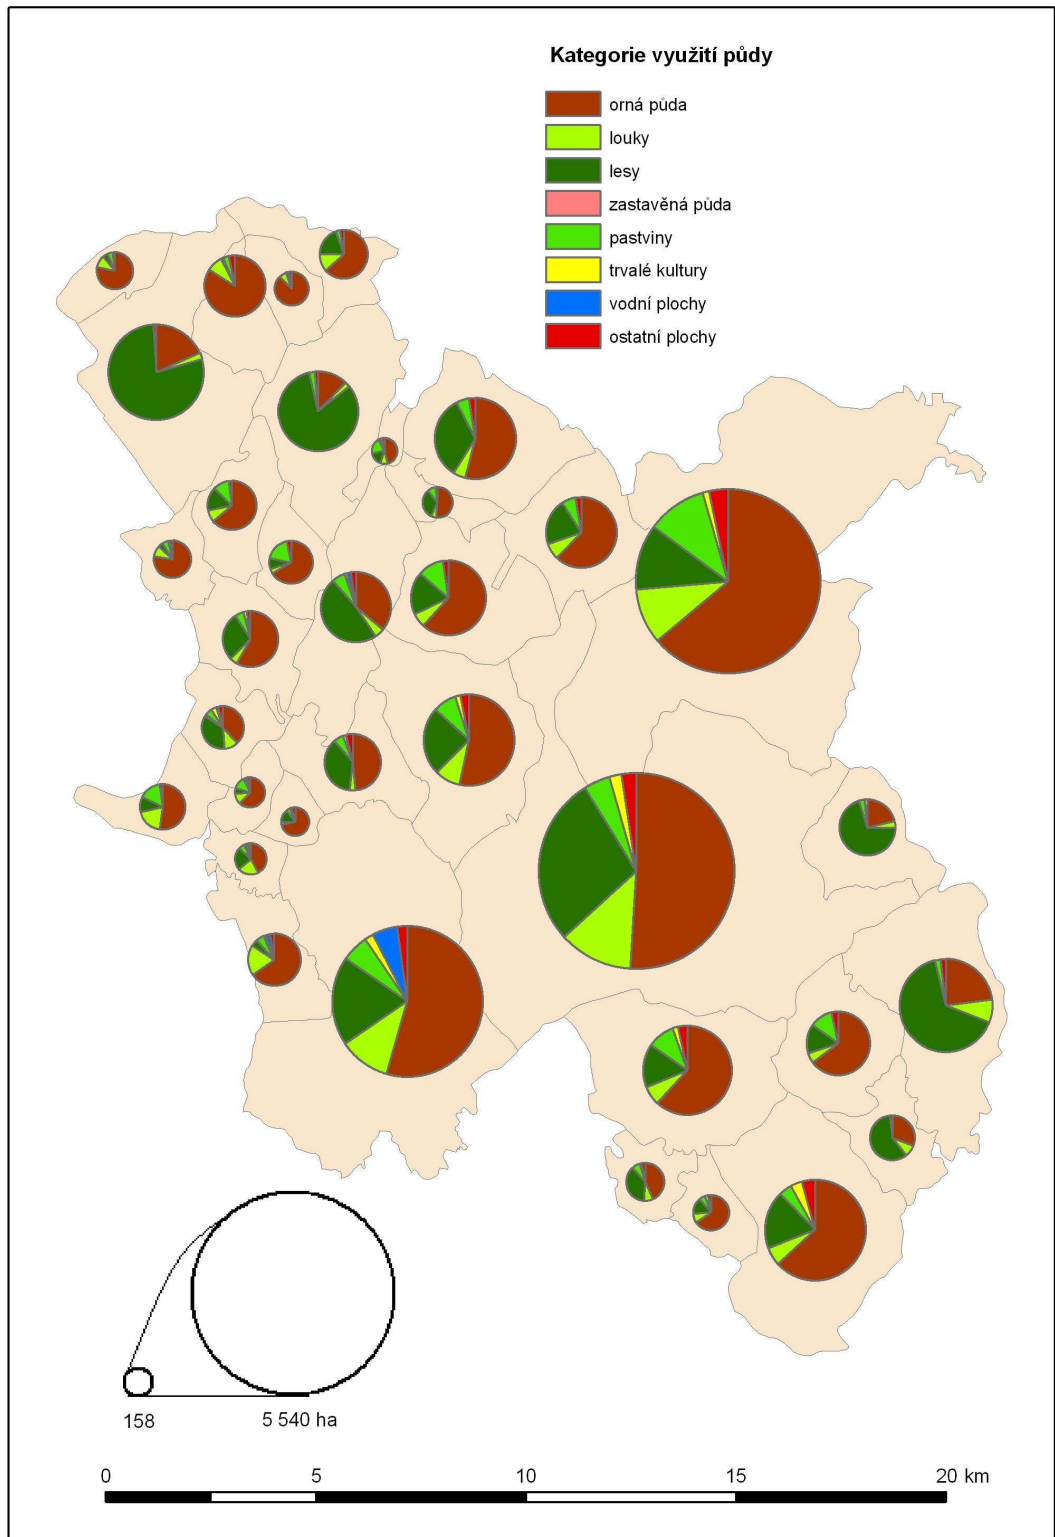 Kategorie využití půdy
orná půda
louky
lesy
zastavěná půda
pastviny
trvalé kultury
vodní plochy
ostatní plochy
158
5 540 ha
0 5 10 15 20 km